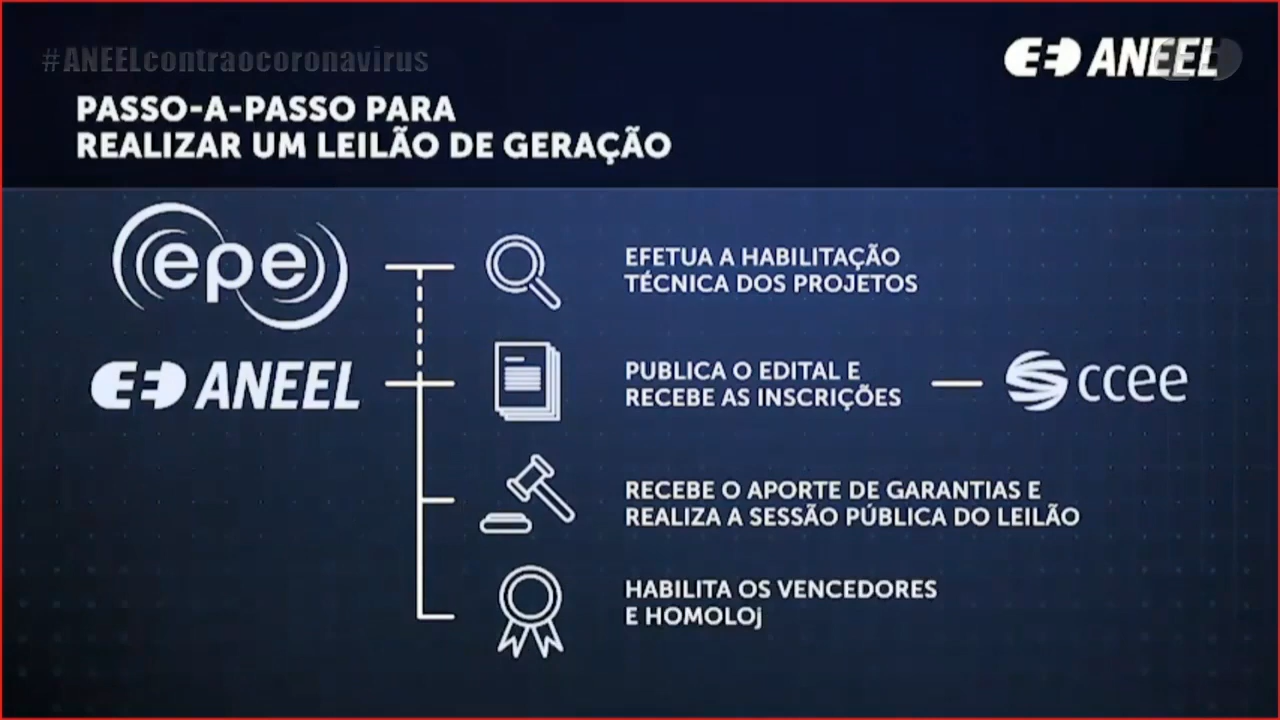 #ANEELcontraocoronavirus
ANEEL
PASSO-A-PASSO PARA
REALIZAR UM LEILÃO DE GERAÇÃO
epe
EFETUA A HABILITAÇÃO
TÉCNICA DOS PROJETOS
ANEEL
PUBLICA O EDITAL E
RECEBE AS INSCRIÇÕES
ccee
RECEBE O APORTE DE GARANTIAS E
REALIZA A SESSÃO PÚBLICA DO LEILÃO
HABILITA OS VENCEDORES
E HOMOLOj